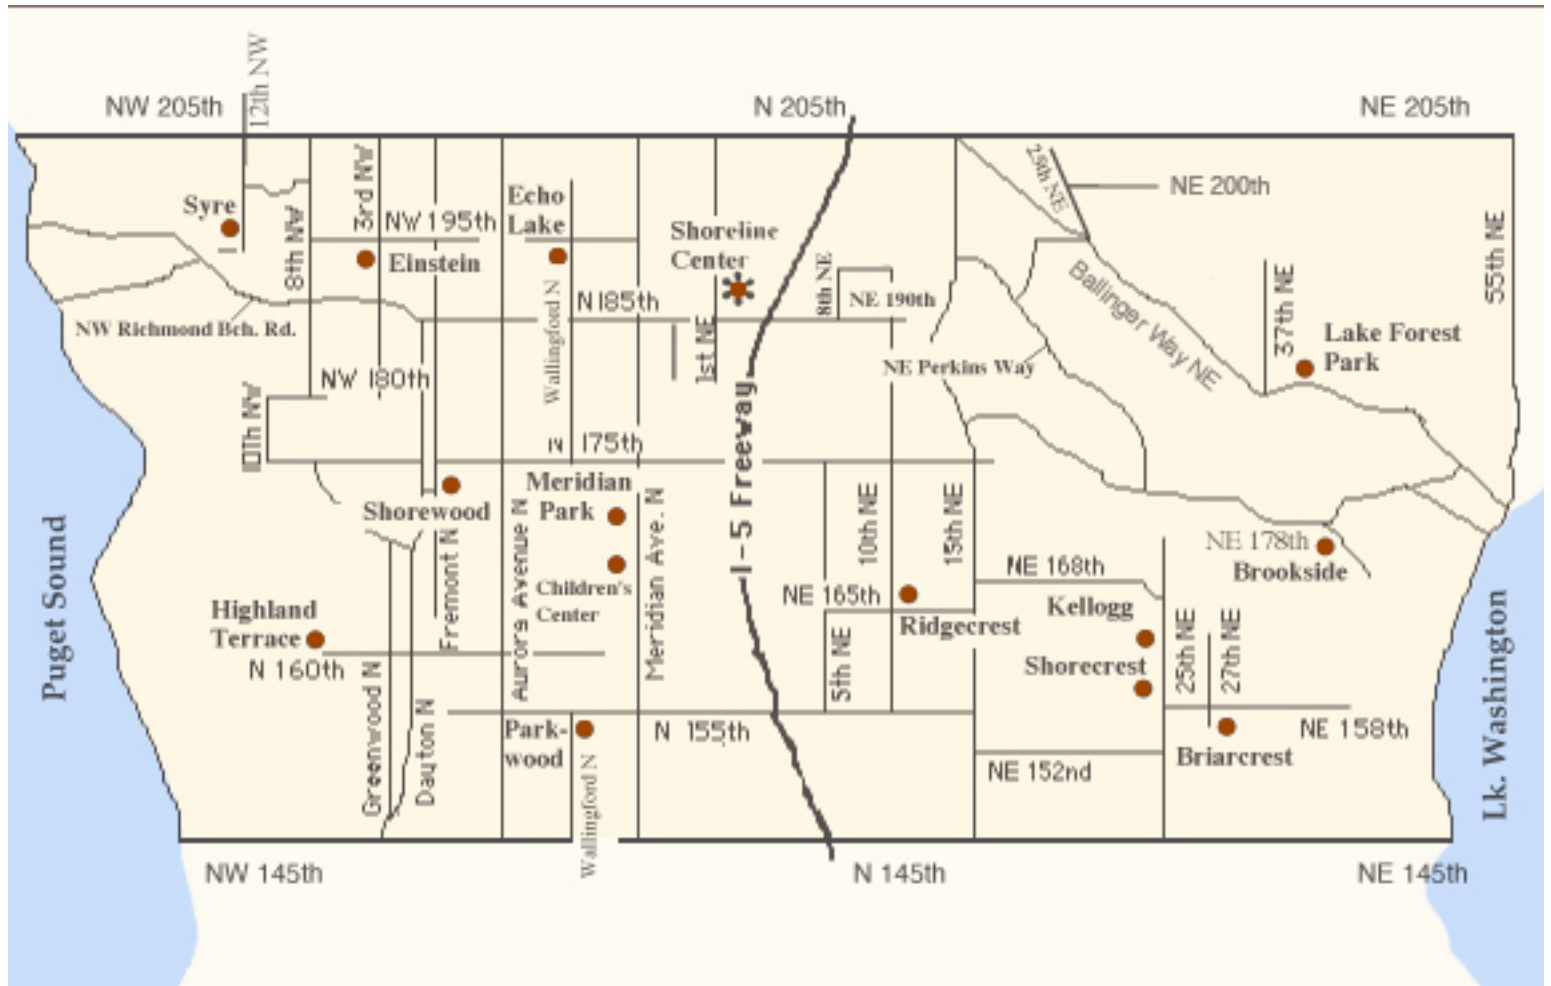 12th NW
NW 205th
N 205th
NE 205th
Syre
8th NW
3rd NW
NW 195th
Einstein
Echo
Lake
Shoreline
Center
25th NE
NE 200th
55th NE
Ballinger Way NE
8th NE
NE 190th
37th NE
Lake Forest
Park
NW Richmond Bch. Rd.
N 185th
Wallingford N
1st NE
NE Perkins Way
NW 180th
10Th NW
N 175th
I-5 Freeway
Shorewood
Meridian
Park
Children's
Center
Fremont N
Aurora Avenue N
Meridian Ave. N
10th NE
15th NE
NE 178th
Brookside
Puget Sound
Highland
Terrace
N 160th
NE 165th
Ridgecrest
5th NE
NE 168th
Kellogg
Shorecrest
25th NE
27th NE
Lk. Washington
Greenwood N
Dayton N
Park-
wood
Wallingford N
N 155th
NE 152nd
Briarcrest
NE 158th
NW 145th
N 145th
NE 145th